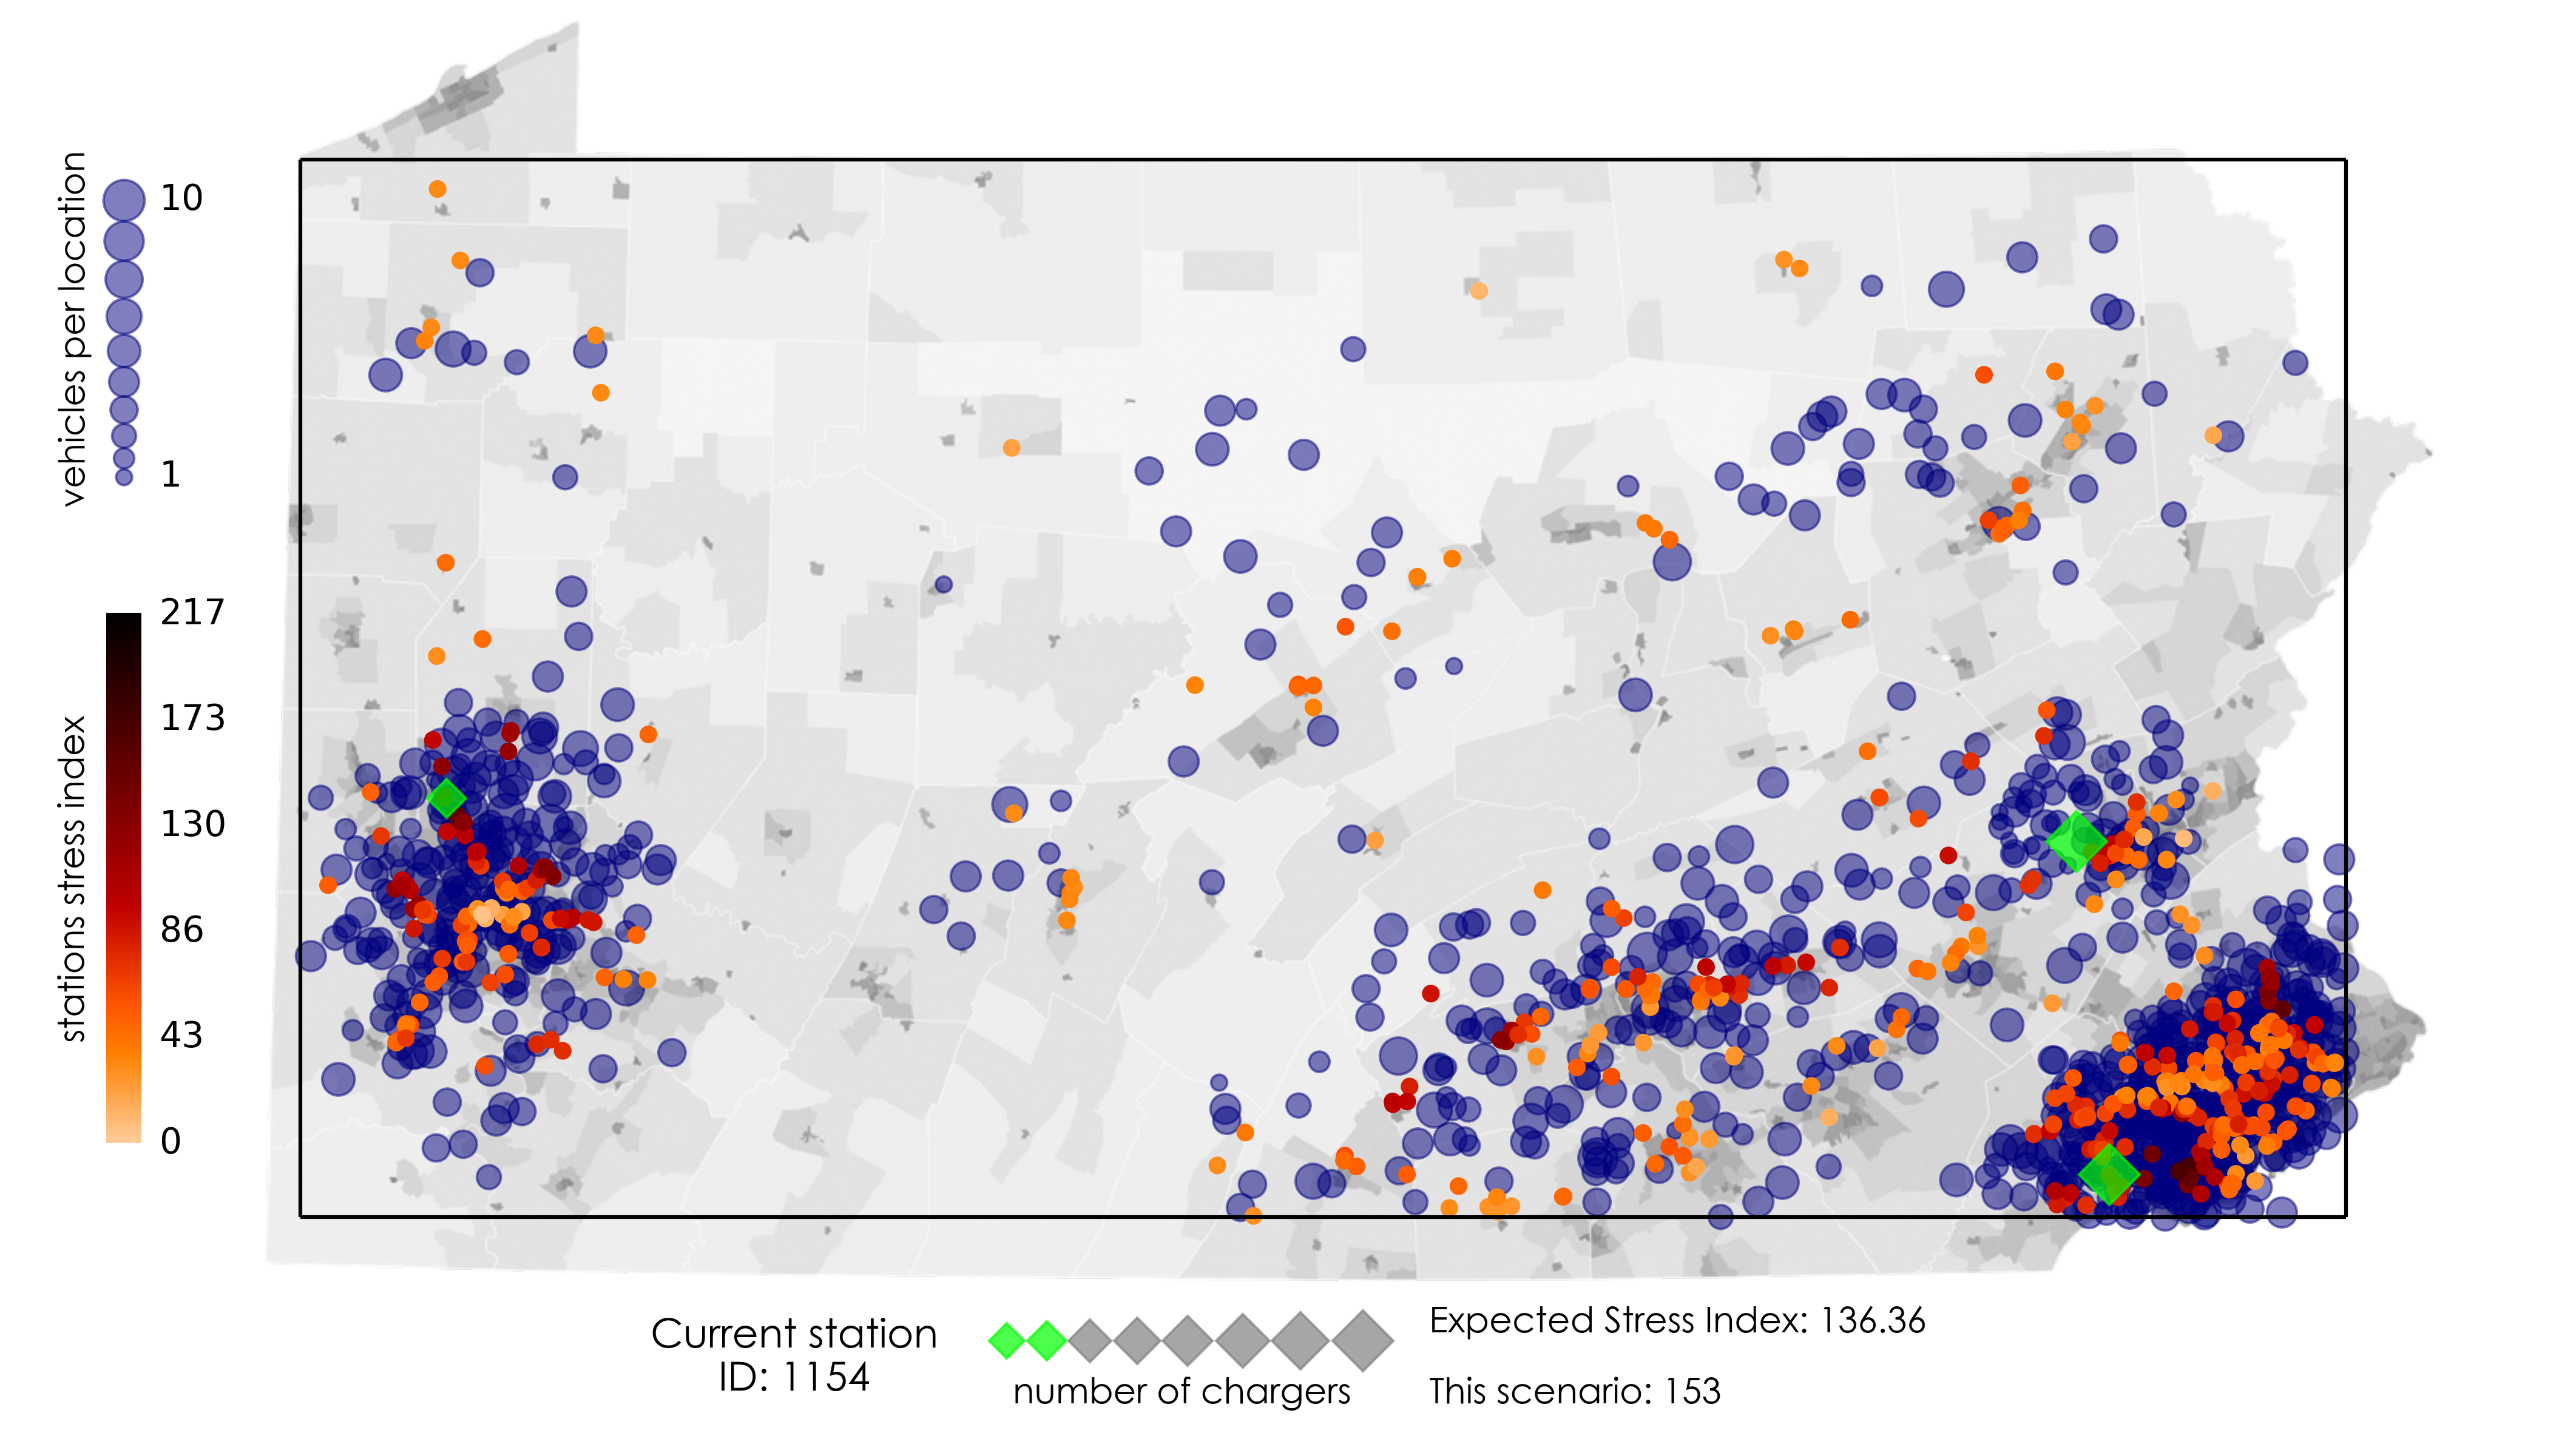 vehicles per location
10
1
stations stress index
217
173
130
86
43
0
Current station
ID: 1154
number of chargers
Expected Stress Index: 136.36
This scenario: 153